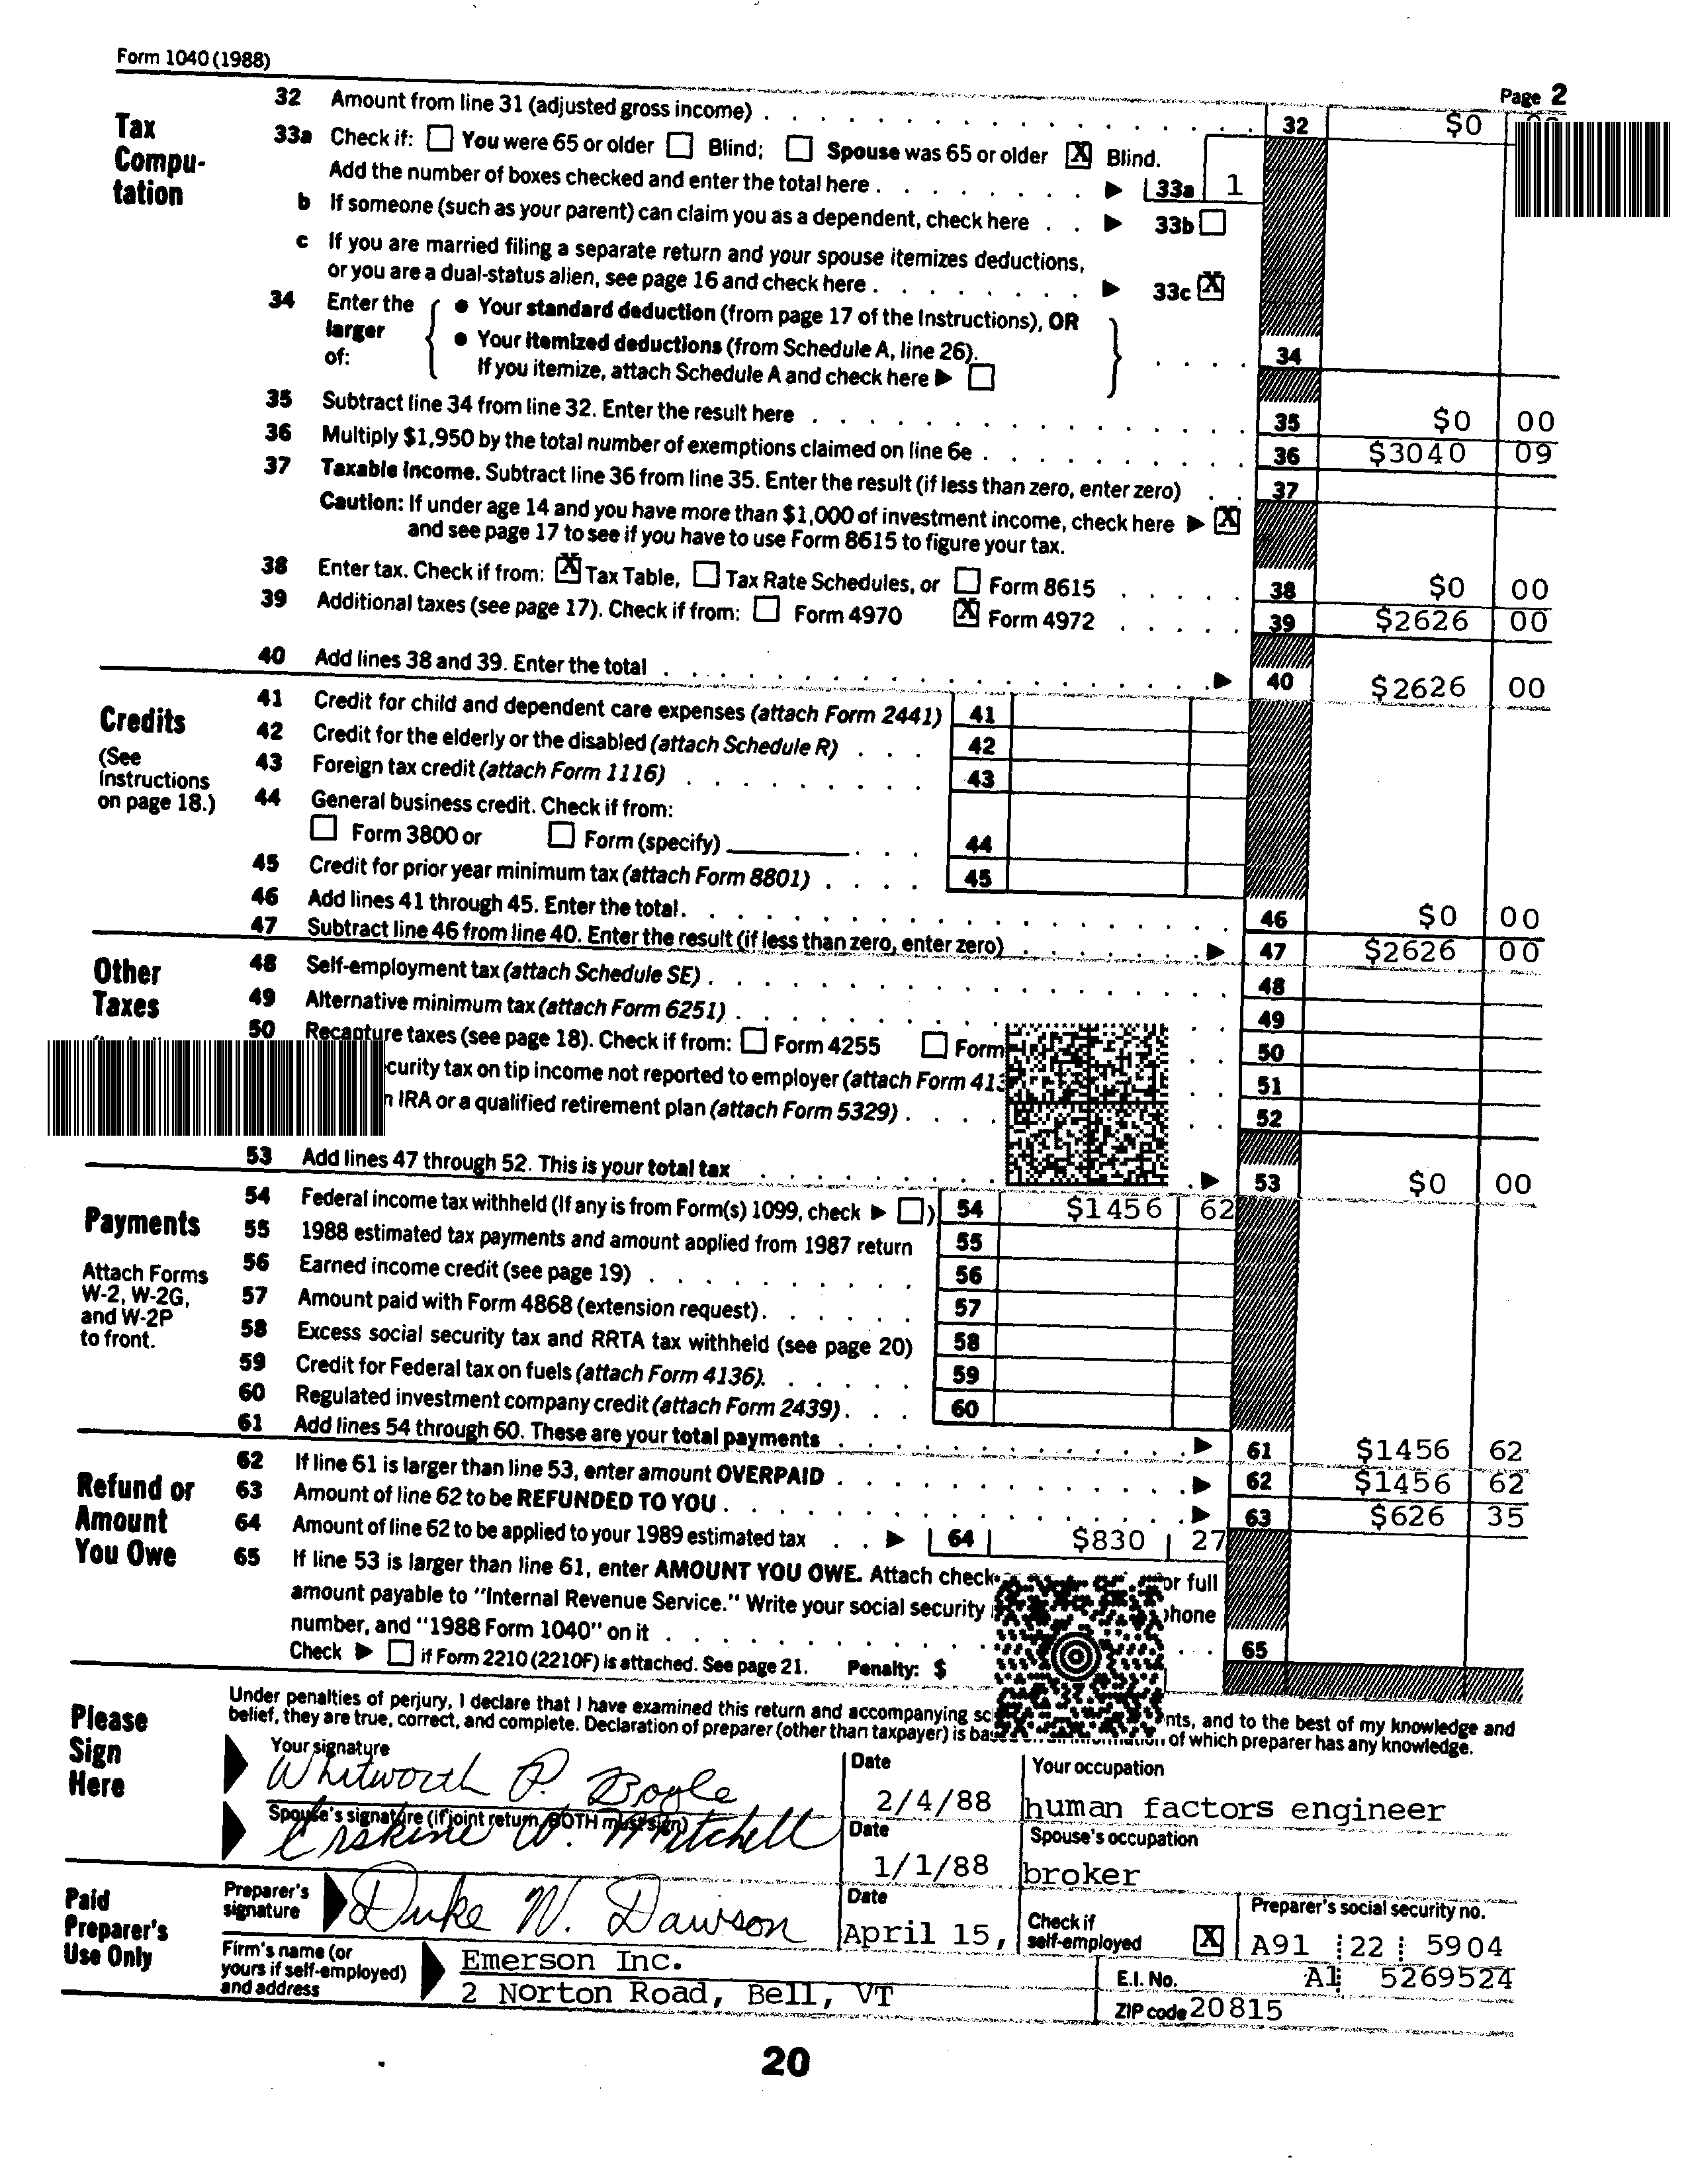 Form 1040 (1988)
Page 2
Tax Compu- tation
32 Amount from line 31 (adjusted gross income) 32 $0
33a Check if: You were 65 or older Blind; Spouse was 65 or older X Blind.
Add the number of boxes checked and enter the total here 33a 1
b If someone (such as your parent) can claim you as a dependent, check here 33b
c If you are married filing a separate return and your spouse itemizes deductions,
or you are a dual-status alien, see page 16 and check here 33c X
34 Enter the larger of:
• Your standard deduction (from page 17 of the Instructions), OR
• Your itemized deductions (from Schedule A, line 26).
If you itemize, attach Schedule A and check here 34
35 Subtract line 34 from line 32. Enter the result here 35 $0 00
36 Multiply $1,950 by the total number of exemptions claimed on line 6e 36 $3040 09
37 Taxable income. Subtract line 36 from line 35. Enter the result (if less than zero, enter zero) 37
Caution: If under age 14 and you have more than $1,000 of investment income, check here X
and see page 17 to see if you have to use Form 8615 to figure your tax.
38 Enter tax. Check if from: X Tax Table, Tax Rate Schedules, or Form 8615 38 $0 00
39 Additional taxes (see page 17). Check if from: Form 4970 X Form 4972 39 $2626 00
40 Add lines 38 and 39. Enter the total 40 $2626 00
Credits
(See Instructions on page 18.)
41 Credit for child and dependent care expenses (attach Form 2441) 41
42 Credit for the elderly or the disabled (attach Schedule R) 42
43 Foreign tax credit (attach Form 1116) 43
44 General business credit. Check if from:
Form 3800 or Form (specify) 44
45 Credit for prior year minimum tax (attach Form 8801) 45
46 Add lines 41 through 45. Enter the total. 46 $0 00
47 Subtract line 46 from line 40. Enter the result (if less than zero, enter zero) 47 $2626 00
Other Taxes
48 Self-employment tax (attach Schedule SE) 48
49 Alternative minimum tax (attach Form 6251) 49
50 Recapture taxes (see page 18). Check if from: Form 4255 Form 50
curity tax on tip income not reported to employer (attach Form 413 51
n IRA or a qualified retirement plan (attach Form 5329) 52
53 Add lines 47 through 52. This is your total tax 53 $0 00
Payments
Attach Forms W-2, W-2G, and W-2P to front.
54 Federal income tax withheld (If any is from Form(s) 1099, check ) 54 $1456 62
55 1988 estimated tax payments and amount applied from 1987 return 55
56 Earned income credit (see page 19) 56
57 Amount paid with Form 4868 (extension request) 57
58 Excess social security tax and RRTA tax withheld (see page 20) 58
59 Credit for Federal tax on fuels (attach Form 4136) 59
60 Regulated investment company credit (attach Form 2439) 60
61 Add lines 54 through 60. These are your total payments 61 $1456 62
Refund or Amount You Owe
62 If line 61 is larger than line 53, enter amount OVERPAID 62 $1456 62
63 Amount of line 62 to be REFUNDED TO YOU 63 $626 35
64 Amount of line 62 to be applied to your 1989 estimated tax 64 $830 27
65 If line 53 is larger than line 61, enter AMOUNT YOU OWE. Attach check or full
amount payable to "Internal Revenue Service." Write your social security phone
number, and "1988 Form 1040" on it 65
Check if Form 2210 (2210F) is attached. See page 21. Penalty: $
Please Sign Here
Under penalties of perjury, I declare that I have examined this return and accompanying nts, and to the best of my knowledge and
belief, they are true, correct, and complete. Declaration of preparer (other than taxpayer) is of which preparer has any knowledge.
Your signature Date Your occupation
Whitworth P. Bogle 2/4/88 human factors engineer
Spouse's signature (if joint return, BOTH must sign) Date Spouse's occupation
Erskine W. Mitchell 1/1/88 broker
Paid Preparer's Use Only
Preparer's signature Duke W. Dawson Date April 15, Check if self-employed X Preparer's social security no. A91 22 5904
Firm's name (or yours if self-employed) and address
Emerson Inc. E.I. No. A1 5269524
2 Norton Road, Bell, VT ZIP code 20815
20